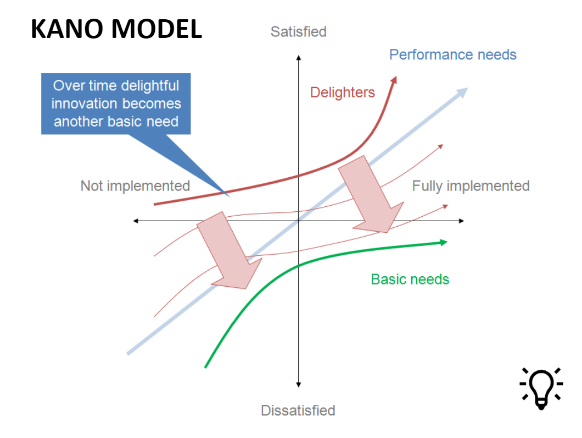 KANO MODEL
Satisfied
Performance needs
Over time delightful
innovation becomes
another basic need
Delighters
Not implemented
Fully implemented
Basic needs
Dissatisfied